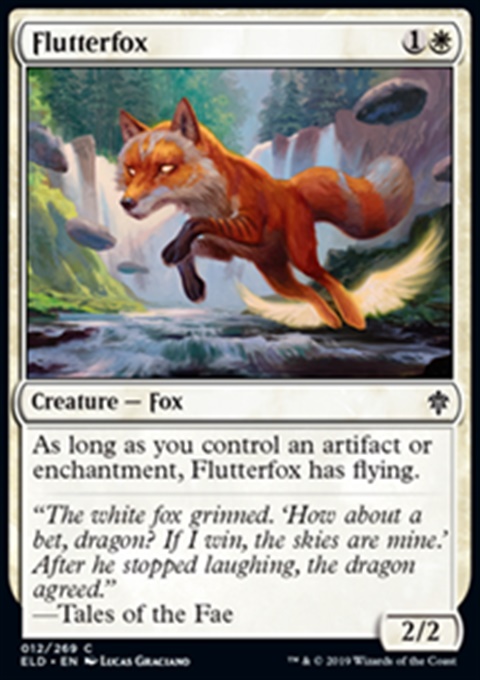 Flutterfox 1
Creature — Fox
As long as you control an artifact or
enchantment, Flutterfox has flying.
“The white fox grinned. ‘How about a
bet, dragon? If I win, the skies are mine.’
After he stopped laughing, the dragon
agreed.”
—Tales of the Fae
2/2
012/269 C
ELD • EN Lucas Graciano
™ & © 2019 Wizards of the Coast